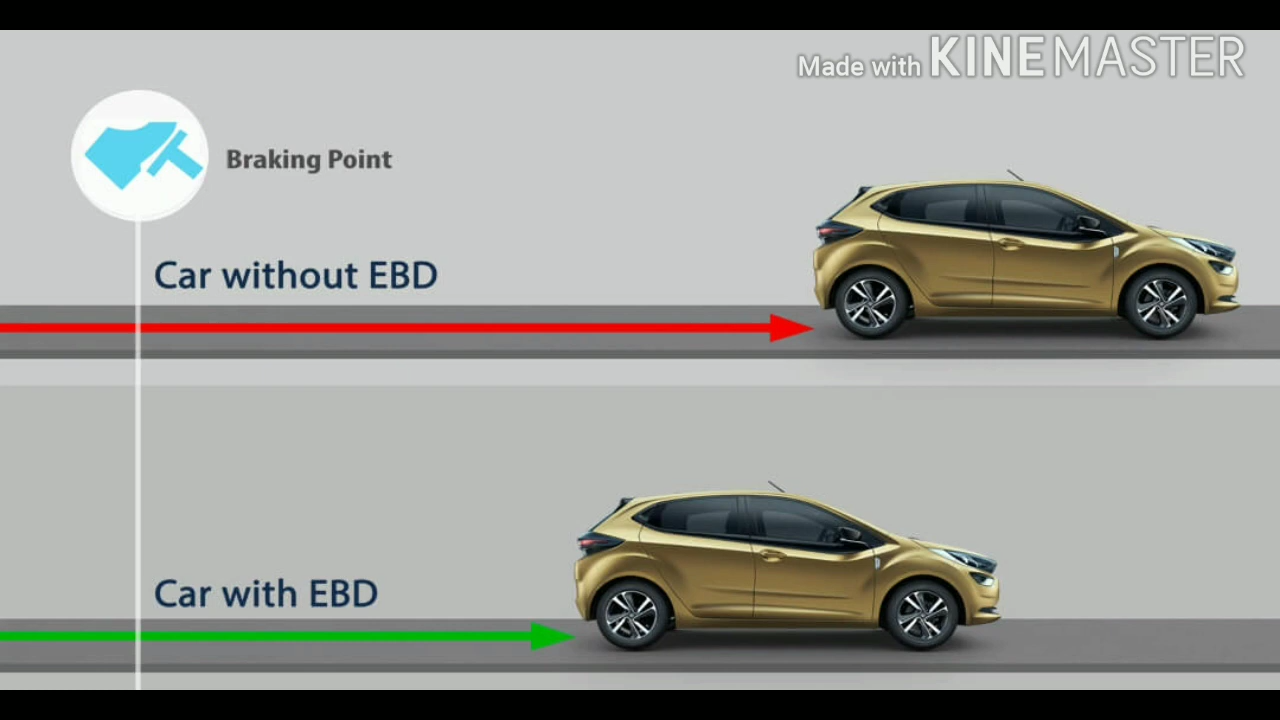 Made with KINEMASTER
Braking Point
Car without EBD
Car with EBD